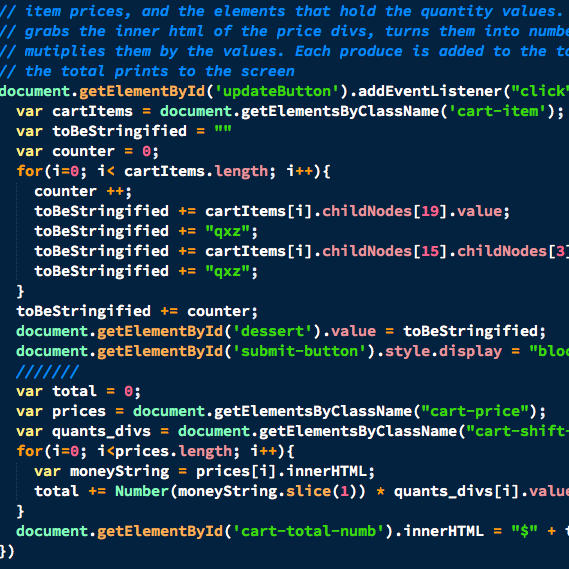 // item prices, and the elements that hold the quantity values.
// grabs the inner html of the price divs, turns them into numbe
// mutiplies them by the values. Each produce is added to the to
// the total prints to the screen
document.getElementById('updateButton').addEventListener("click"
var cartItems = document.getElementsByClassName('cart-item');
var toBeStringified = ""
var counter = 0;
for(i=0; i< cartItems.length; i++){
counter ++;
toBeStringified += cartItems[i].childNodes[19].value;
toBeStringified += "qxz";
toBeStringified += cartItems[i].childNodes[15].childNodes[3]
toBeStringified += "qxz";
}
toBeStringified += counter;
document.getElementById('dessert').value = toBeStringified;
document.getElementById('submit-button').style.display = "bloc
///////
var total = 0;
var prices = document.getElementsByClassName("cart-price");
var quants_divs = document.getElementsByClassName("cart-shift-
for(i=0; i<prices.length; i++){
var moneyString = prices[i].innerHTML;
total += Number(moneyString.slice(1)) * quants_divs[i].value
}
document.getElementById('cart-total-numb').innerHTML = "$" + t
})